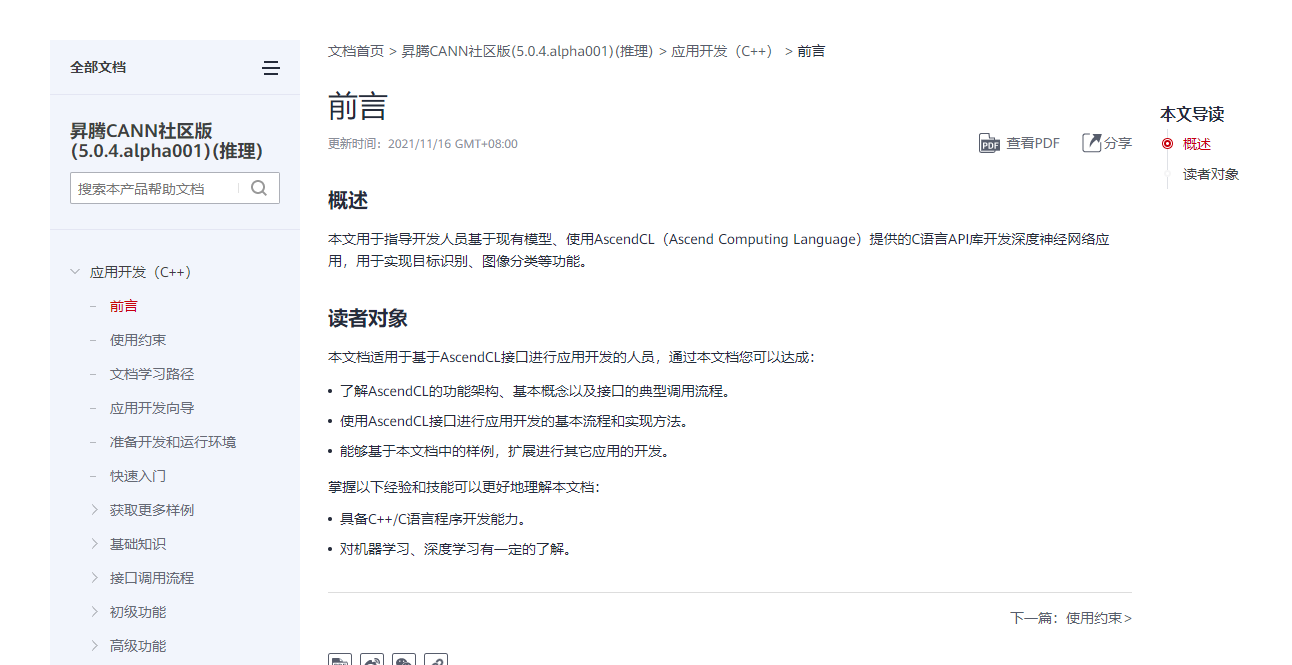 全部文档
昇腾CANN社区版
(5.0.4.alpha001)(推理)
搜索本产品帮助文档
应用开发（C++）
前言
使用约束
文档学习路径
应用开发向导
准备开发和运行环境
快速入门
获取更多样例
基础知识
接口调用流程
初级功能
高级功能
文档首页 > 昇腾CANN社区版(5.0.4.alpha001)(推理) > 应用开发（C++） > 前言
前言
更新时间：2021/11/16 GMT+08:00
PDF 查看PDF 分享
概述
本文用于指导开发人员基于现有模型、使用AscendCL（Ascend Computing Language）提供的C语言API库开发深度神经网络应
用，用于实现目标识别、图像分类等功能。
读者对象
本文档适用于基于AscendCL接口进行应用开发的人员，通过本文档您可以达成：
• 了解AscendCL的功能架构、基本概念以及接口的典型调用流程。
• 使用AscendCL接口进行应用开发的基本流程和实现方法。
• 能够基于本文档中的样例，扩展进行其它应用的开发。
掌握以下经验和技能可以更好地理解本文档：
• 具备C++/C语言程序开发能力。
• 对机器学习、深度学习有一定的了解。
下一篇：使用约束>
本文导读
概述
读者对象